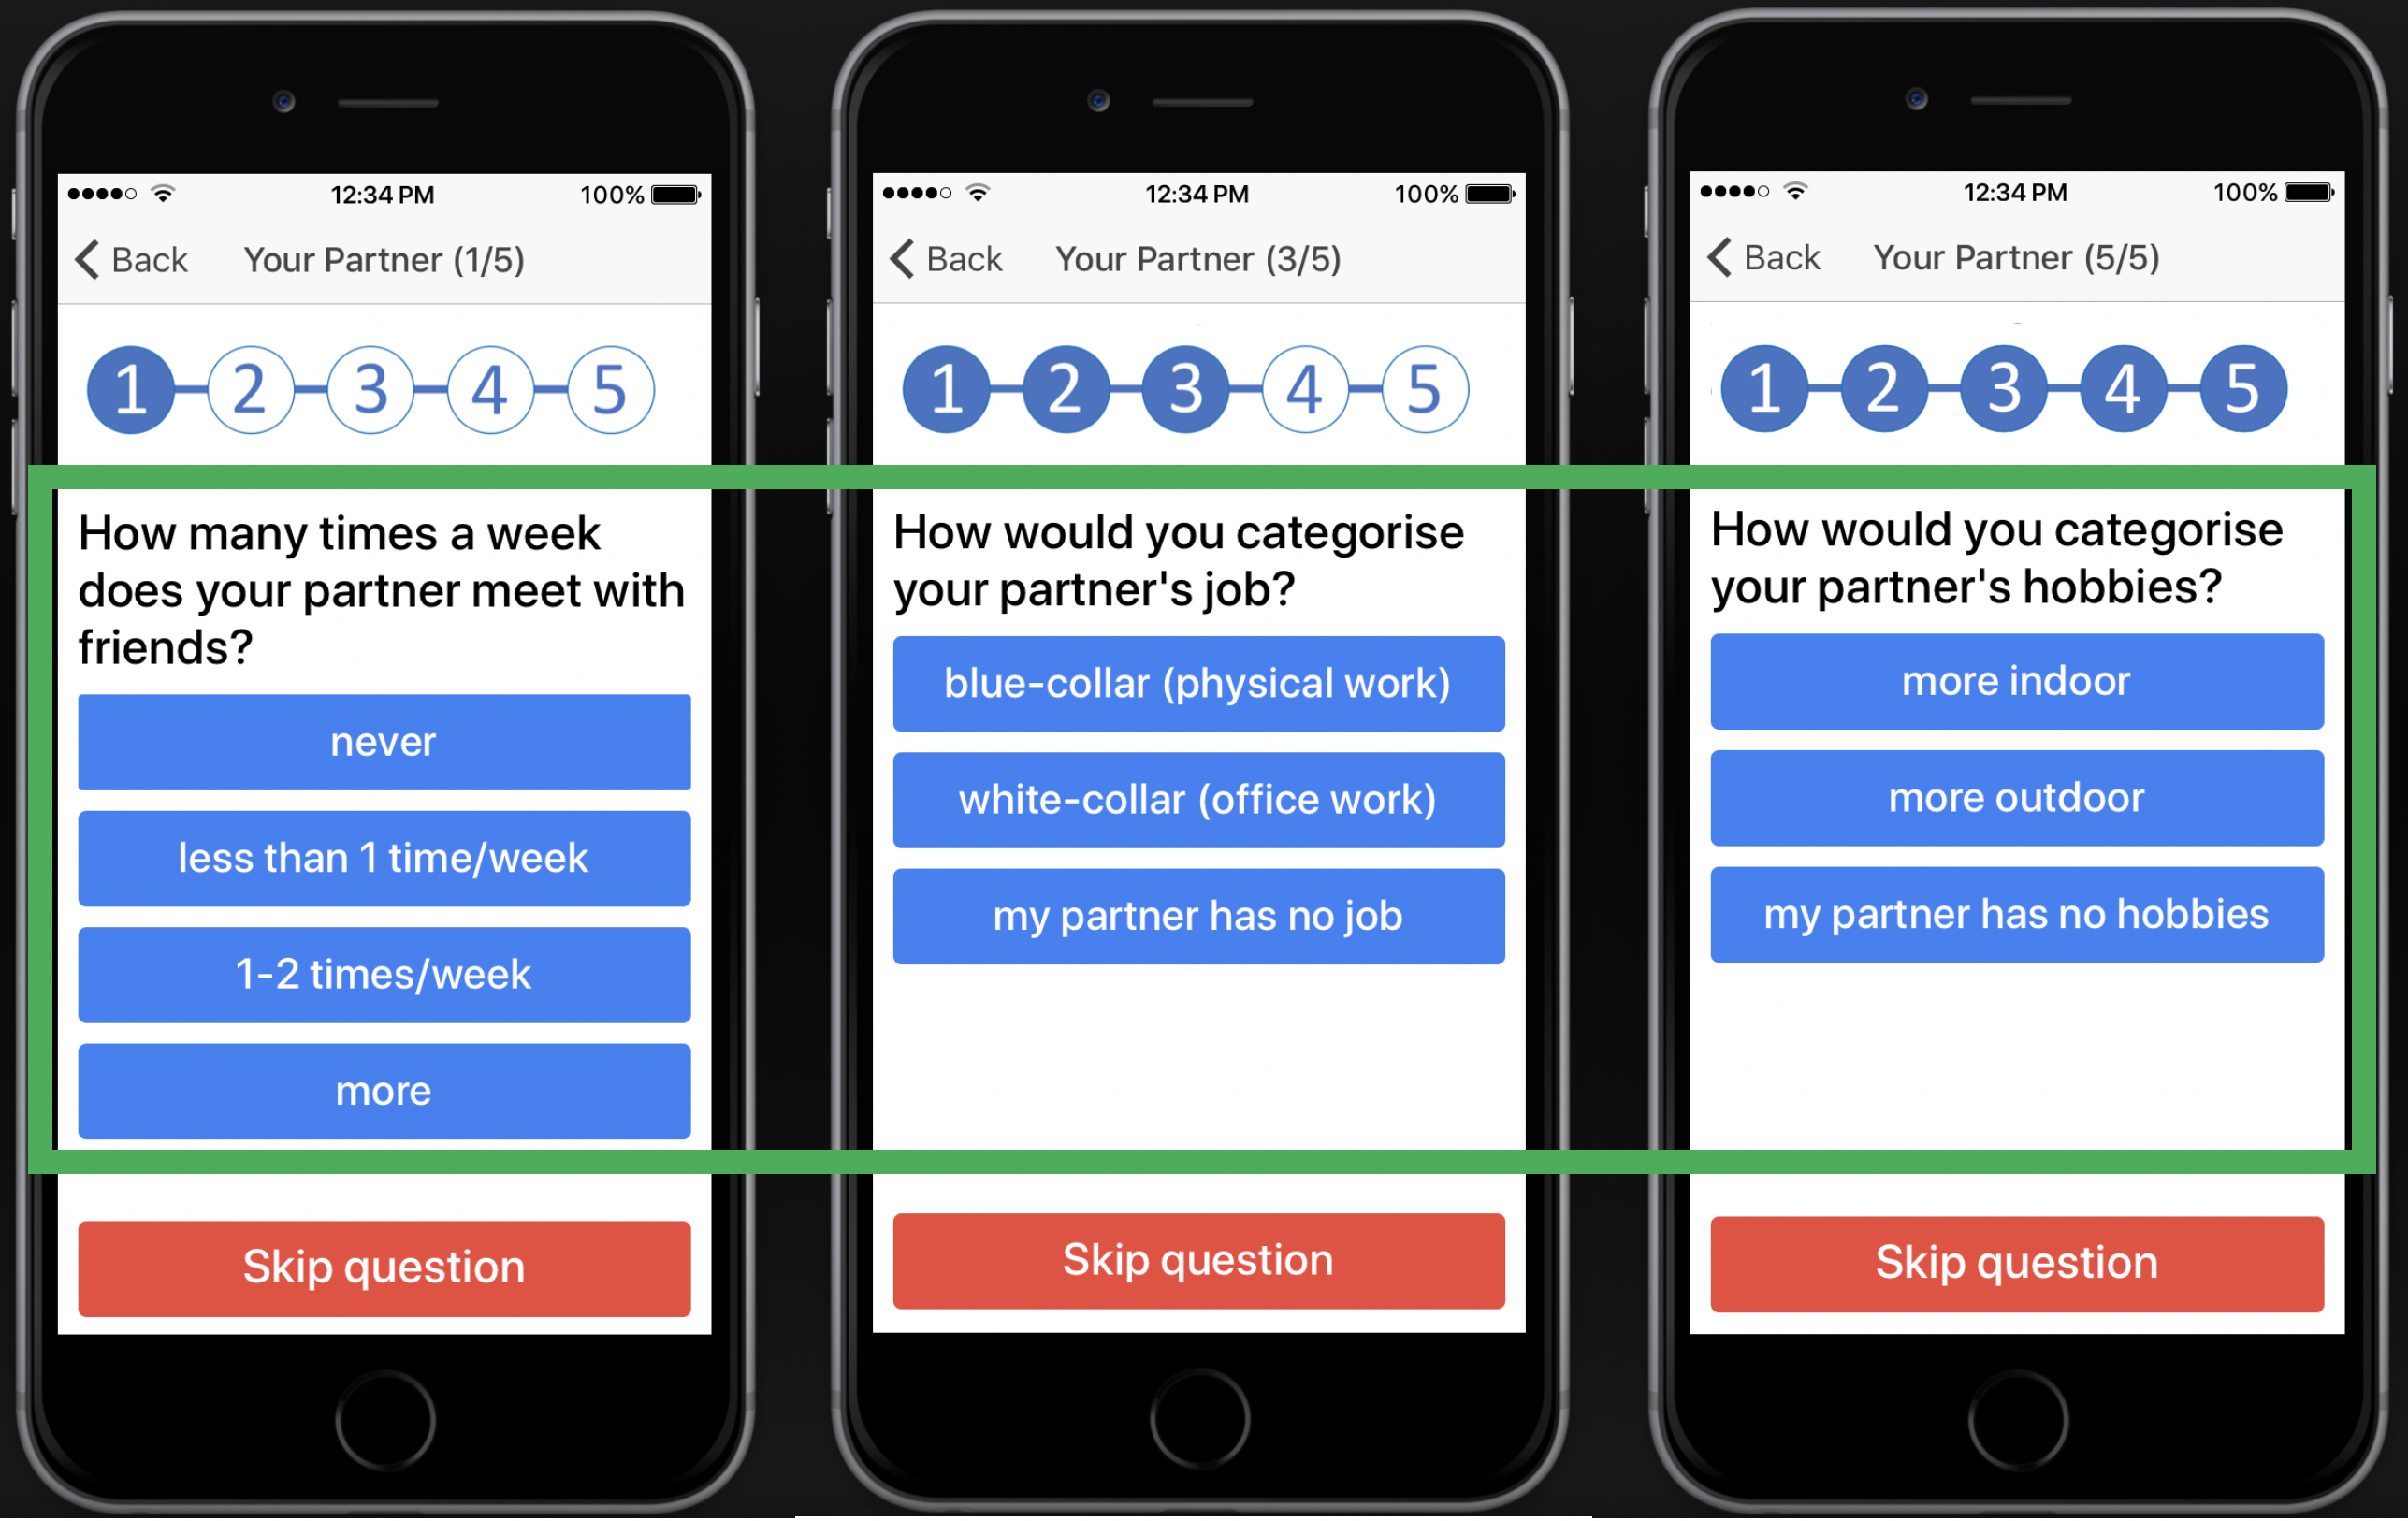 12:34 PM
100%
Back
Your Partner (1/5)
1 2 3 4 5
How many times a week
does your partner meet with
friends?
never
less than 1 time/week
1-2 times/week
more
Skip question
12:34 PM
100%
Back
Your Partner (3/5)
1 2 3 4 5
How would you categorise
your partner's job?
blue-collar (physical work)
white-collar (office work)
my partner has no job
Skip question
12:34 PM
100%
Back
Your Partner (5/5)
1 2 3 4 5
How would you categorise
your partner's hobbies?
more indoor
more outdoor
my partner has no hobbies
Skip question